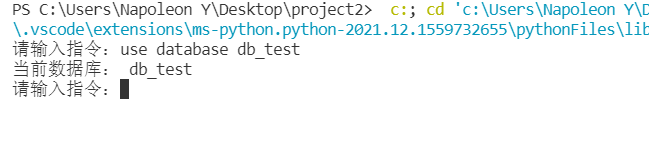 PS C:\Users\Napoleon Y\Desktop\project2>  c:; cd 'c:\Users\Napoleon Y\D
\.vscode\extensions\ms-python.python-2021.12.1559732655\pythonFiles\lib
请输入指令：use database db_test
当前数据库： db_test
请输入指令：